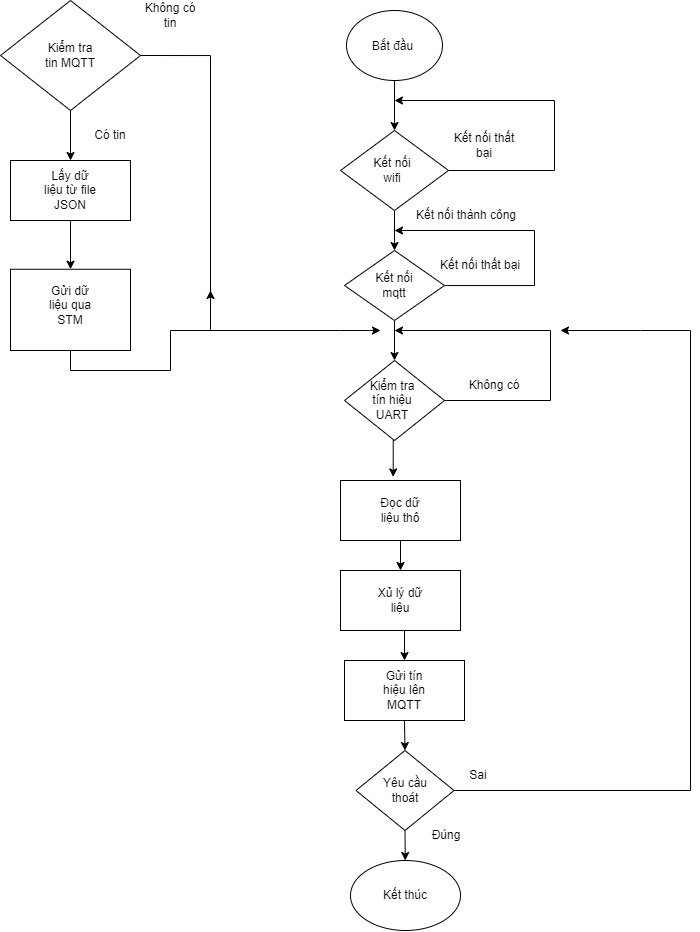 Không có
tin
Kiểm tra
tin MQTT
Có tin
Lấy dữ
liệu từ file
JSON
Gửi dữ
liệu qua
STM
Bắt đầu
Kết nối thất
bại
Kết nối
wifi
Kết nối thành công
Kết nối thất bại
Kết nối
mqtt
Kiểm tra
tín hiệu
UART
Không có
Đọc dữ
liệu thô
Xủ lý dữ
liệu
Gửi tín
hiệu lên
MQTT
Yêu cầu
thoát
Sai
Đúng
Kết thúc